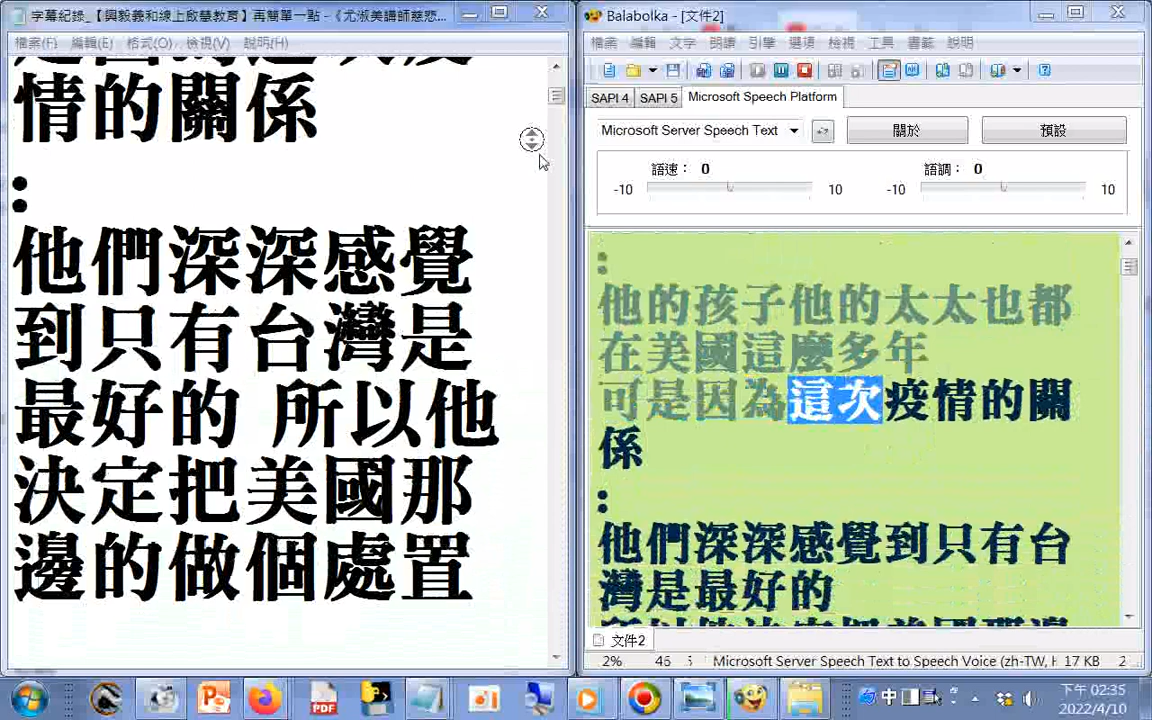 字幕紀錄_【興毅義和線上啟慧教育】再簡單一點 -《尤淑美講師慈悲...
檔案(F) 編輯(E) 格式(O) 檢視(V) 說明(H)
情的關係
:
他們深深感覺
到只有台灣是
最好的 所以他
決定把美國那
邊的做個處置
Balabolka - [文件2]
檔案 編輯 文字 朗讀 引擎 選項 檢視 工具 書籤 說明
SAPI 4 SAPI 5 Microsoft Speech Platform
Microsoft Server Speech Text 關於 預設
語速: 0 語調: 0
-10 10 -10 10
:
他的孩子他的太太也都
在美國這麼多年
可是因為這次疫情的關
係
:
他們深深感覺到只有台
灣是最好的
文件2
2% 46 Microsoft Server Speech Text to Speech Voice (zh-TW, H 17 KB 2
PDF
中
下午 02:35
2022/4/10